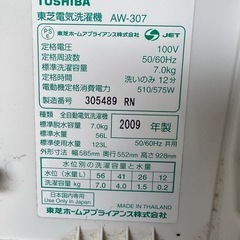 TOSHIBA
東芝電気洗濯機 AW-307
PS E JET
東芝ホームアプライアンス株式会社
定格電圧 100V
定格周波数 50/60Hz
標準洗濯容量 7.0kg
標準使用時間 洗いのみ12分
電動機定格消費電力 510/575W
製造番号 305489 RN
種類 全自動電気洗濯機
標準脱水容量 7.0kg 2009 年製
標準水量 56L
標準使用水量 123L 50/60Hz 共用
外形寸法 幅585mm 奥行552mm 高さ928mm
水位別の洗濯容量と水量
水位(水量L) 56 41 26 12
洗濯容量(kg) 7.0 4.0 1.5 0.2
日本国内専用
Use only in Japan
MADE IN THAILAND
東芝ホームアプライアンス株式会社